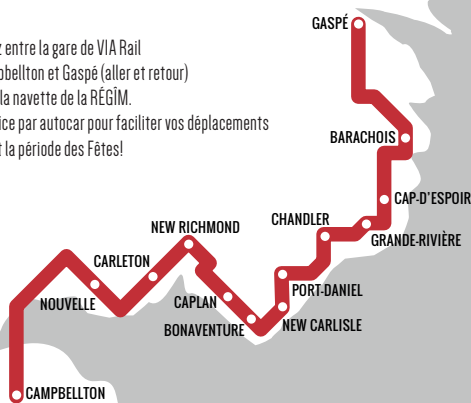 GASPÉ
entre la gare de VIA Rail
et Gaspé (aller et retour)
la navette de la RÉGÎM.
par autocar pour faciliter vos déplacements
la période des Fêtes!
BARACHOIS
CAP-D'ESPOIR
CHANDLER
GRANDE-RIVIÈRE
NEW RICHMOND
CARLETON
PORT-DANIEL
NOUVELLE
CAPLAN
NEW CARLISLE
BONAVENTURE
CAMPBELLTON